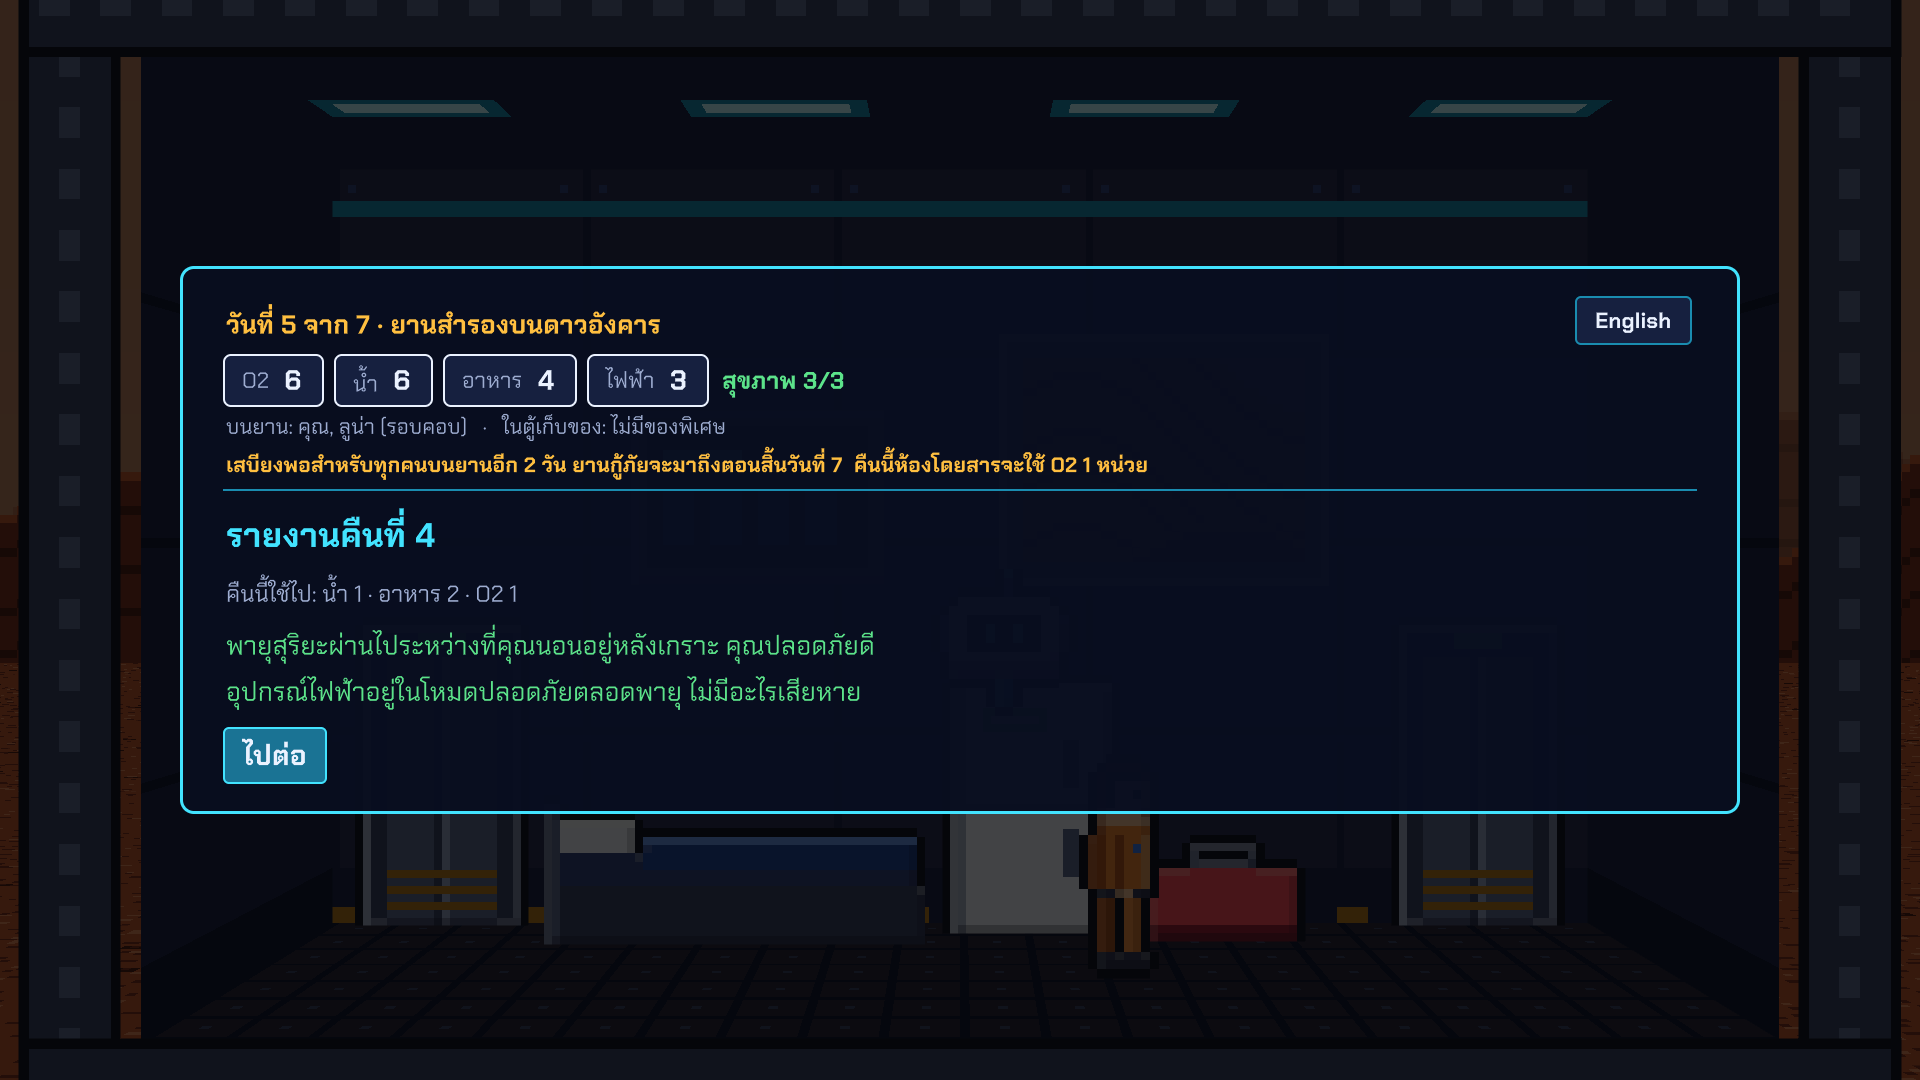 วันที่ 5 จาก 7 · ยานสำรองบนดาวอังคาร
English
O2 6 น้ำ 6 อาหาร 4 ไฟฟ้า 3 สุขภาพ 3/3
บนยาน: คุณ, ลูน่า (รอบคอบ) · ในตู้เก็บของ: ไม่มีของพิเศษ
เสบียงพอสำหรับทุกคนบนยานอีก 2 วัน ยานกู้ภัยจะมาถึงตอนสิ้นวันที่ 7 คืนนี้ห้องโดยสารจะใช้ O2 1 หน่วย
รายงานคืนที่ 4
คืนนี้ใช้ไป: น้ำ 1 · อาหาร 2 · O2 1
พายุสุริยะผ่านไประหว่างที่คุณนอนอยู่หลังเกราะ คุณปลอดภัยดี
อุปกรณ์ไฟฟ้าอยู่ในโหมดปลอดภัยตลอดพายุ ไม่มีอะไรเสียหาย
ไปต่อ